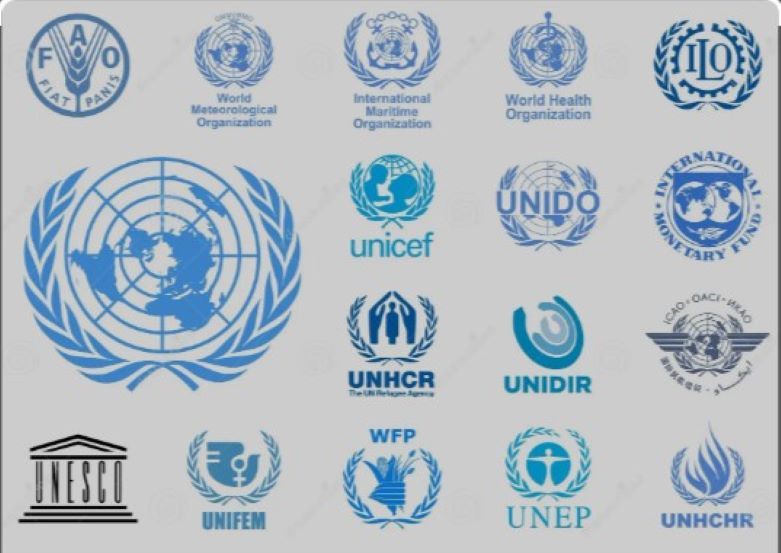 FAO
FIAT PANIS
World
Meteorological
Organization
International
Maritime
Organization
World Health
Organization
ILO
unicef
UNIDO
INTERNATIONAL
MONETARY FUND
UNHCR
The UN Refugee Agency
UNIDIR
ICAO • OACI • ИКАО
UNESCO
UNIFEM
WFP
UNEP
UNHCHR